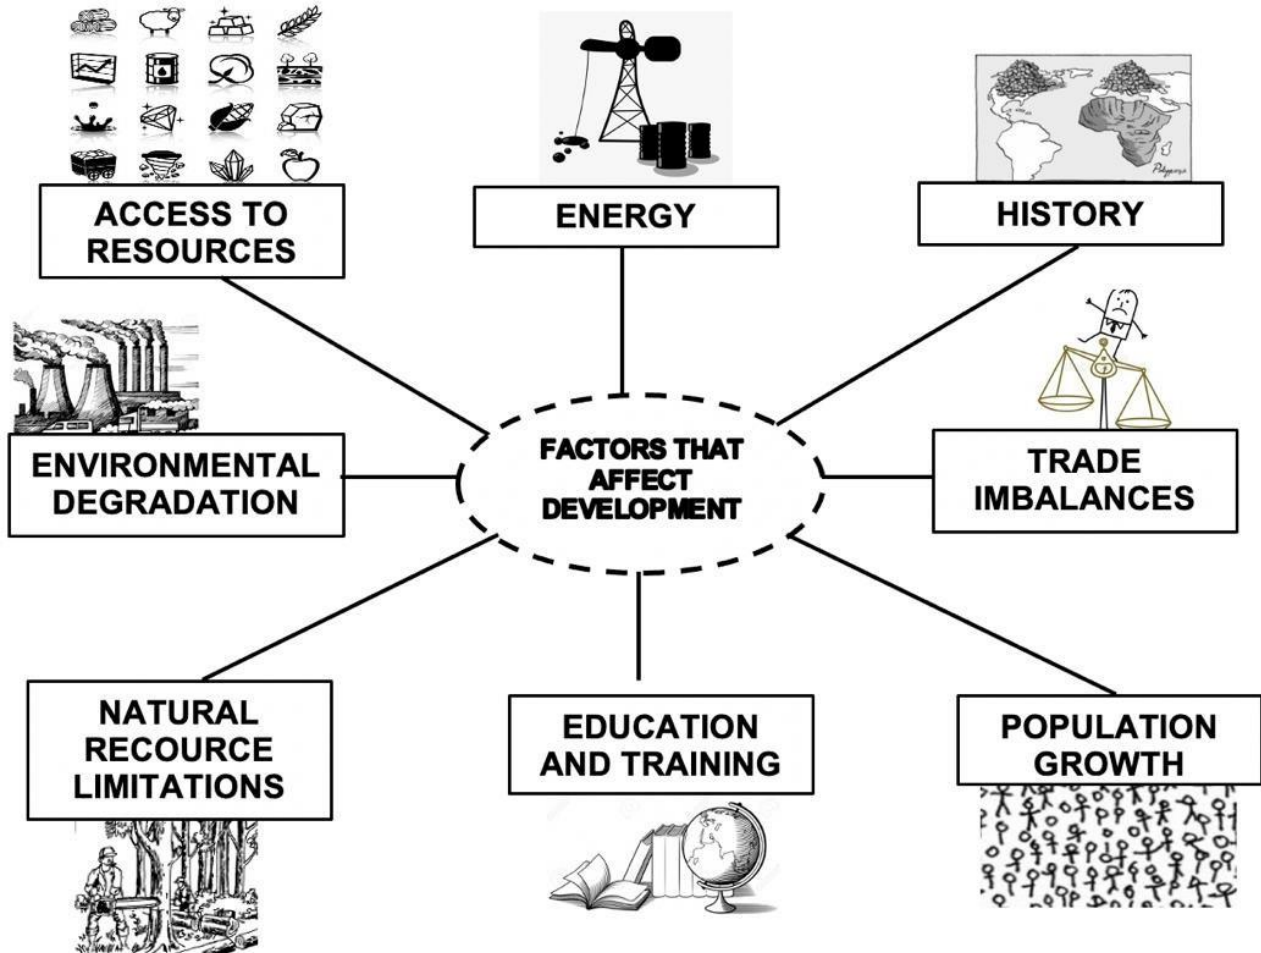 ACCESS TO
RESOURCES
ENERGY
HISTORY
ENVIRONMENTAL
DEGRADATION
FACTORS THAT
AFFECT
DEVELOPMENT
TRADE
IMBALANCES
NATURAL
RECOURCE
LIMITATIONS
EDUCATION
AND TRAINING
POPULATION
GROWTH